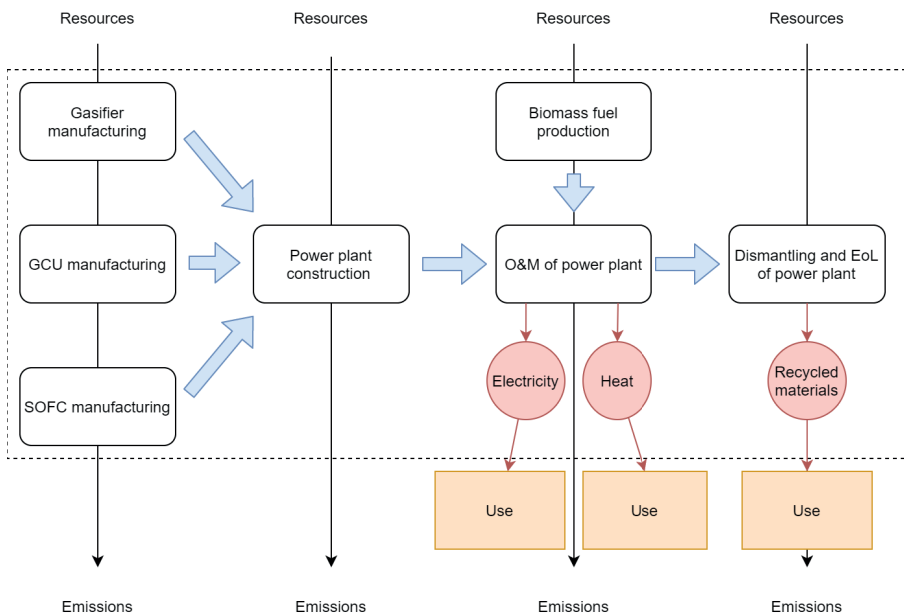 Resources
Resources
Resources
Resources
Gasifier
manufacturing
Biomass fuel
production
GCU manufacturing
Power plant
construction
O&M of power plant
Dismantling and EoL
of power plant
SOFC manufacturing
Electricity
Heat
Recycled
materials
Use
Use
Use
Emissions
Emissions
Emissions
Emissions